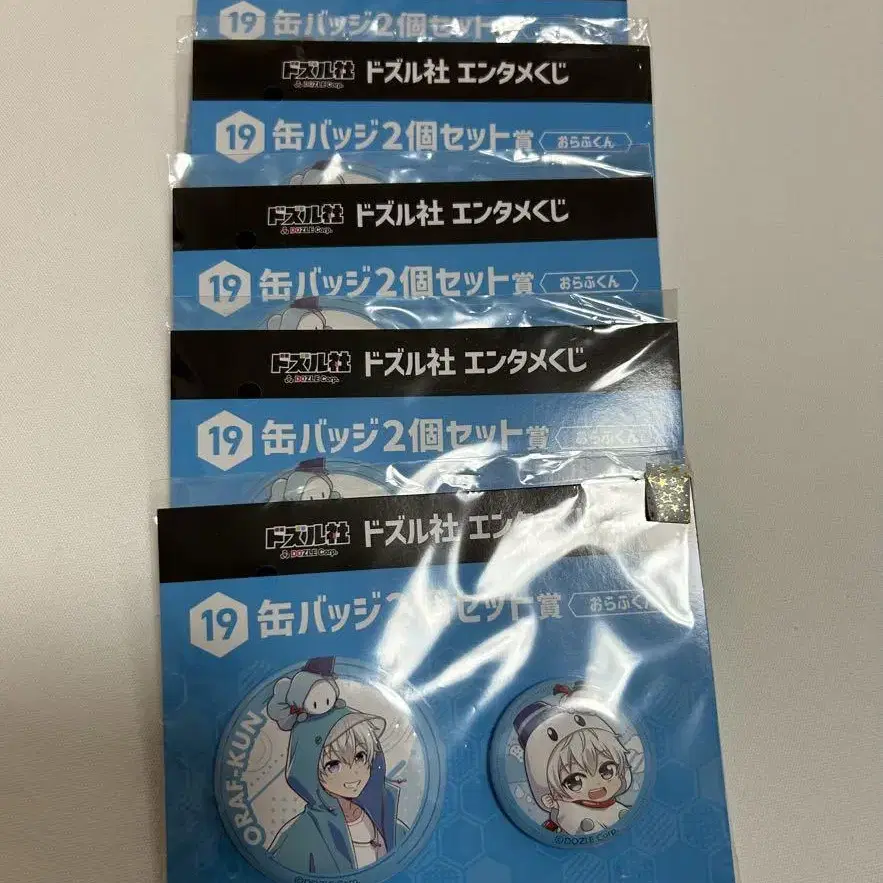 19 缶バッジ2個セット
ドズル社 DOZLE Corp. ドズル社 エンタメくじ
19 缶バッジ2個セット賞 おらふくん
ドズル社 DOZLE Corp. ドズル社 エンタメくじ
19 缶バッジ2個セット賞 おらふくん
ドズル社 DOZLE Corp. ドズル社 エンタメくじ
19 缶バッジ2個セット賞 おらふくん
ドズル社 DOZLE Corp. ドズル社 エンタ
19 缶バッジ2 セット賞 おらふくん
ORAF-KUN
©DOZLE Corp.
©DOZLE Corp.